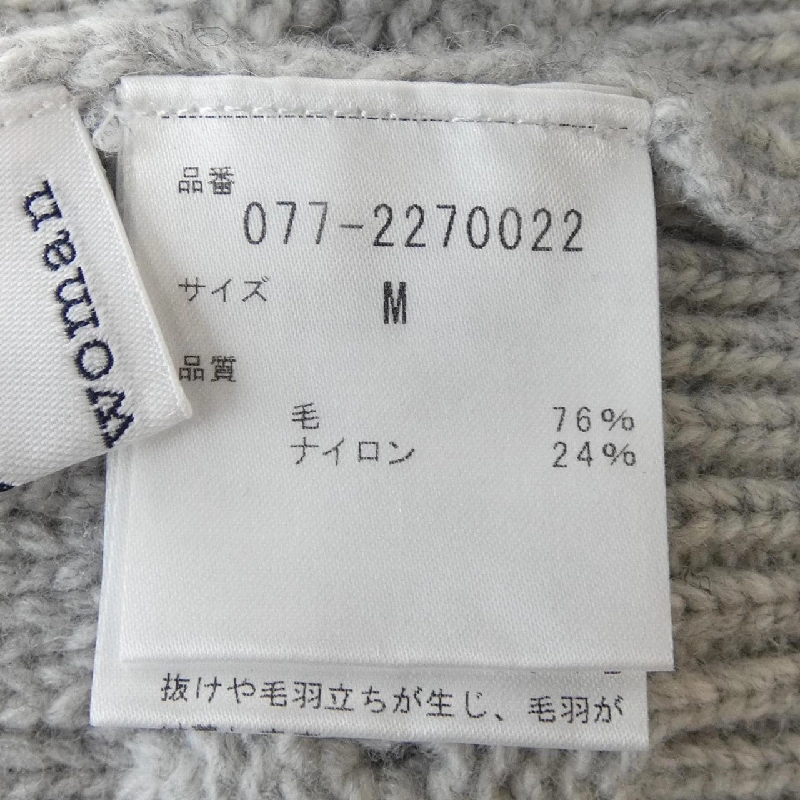 woman
品番
077-2270022
サイズ M
品質
毛 76%
ナイロン 24%
抜けや毛羽立ちが生じ、毛羽が